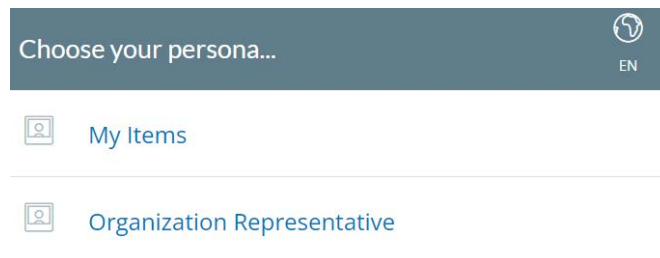 Choose your persona...
EN
My Items
Organization Representative